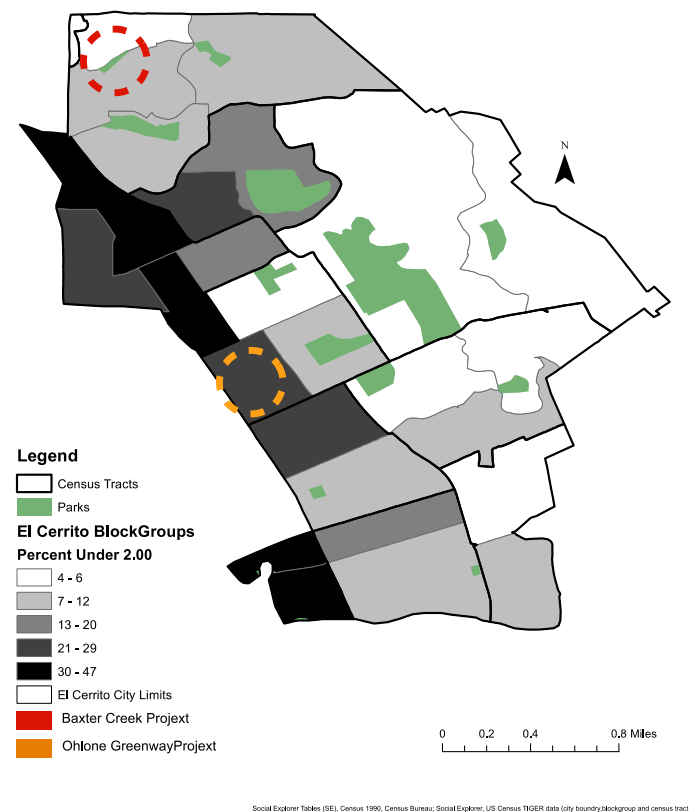 N
Legend
Census Tracts
Parks
El Cerrito BlockGroups
Percent Under 2.00
4 - 6
7 - 12
13 - 20
21 - 29
30 - 47
El Cerrito City Limits
Baxter Creek Projext
Ohlone GreenwayProjext
0 0.2 0.4 0.8 Miles
Social Explorer Tables (SE), Census 1990, Census Bureau; Social Explorer, US Census TIGER data (city boundry,blockgroup and census tract